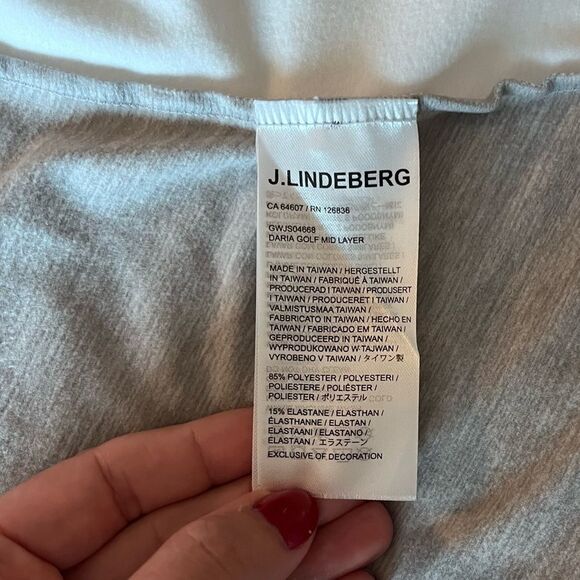 J.LINDEBERG
CA 64607 / RN 126836
GWJS04668
DARIA GOLF MID LAYER
MADE IN TAIWAN / HERGESTELLT
IN TAIWAN / FABRIQUÉ À TAIWAN /
PRODUCERAD I TAIWAN / PRODUSERT
I TAIWAN / PRODUCERET I TAIWAN /
VALMISTUSMAA TAIWAN /
FABBRICATO IN TAIWAN / HECHO EN
TAIWAN / FABRICADO EM TAIWAN /
GEPRODUCEERD IN TAIWAN /
WYPRODUKOWANO W TAJWAN /
VYROBENO V TAIWAN / タイワン製
85% POLYESTER / POLYESTERI /
POLIESTERE / POLIÉSTER /
POLIESTER / ポリエステル
15% ELASTANE / ELASTHAN /
ÉLASTHANNE / ELASTAN /
ELASTAANI / ELASTANO /
ELASTAAN / エラステーン
EXCLUSIVE OF DECORATION